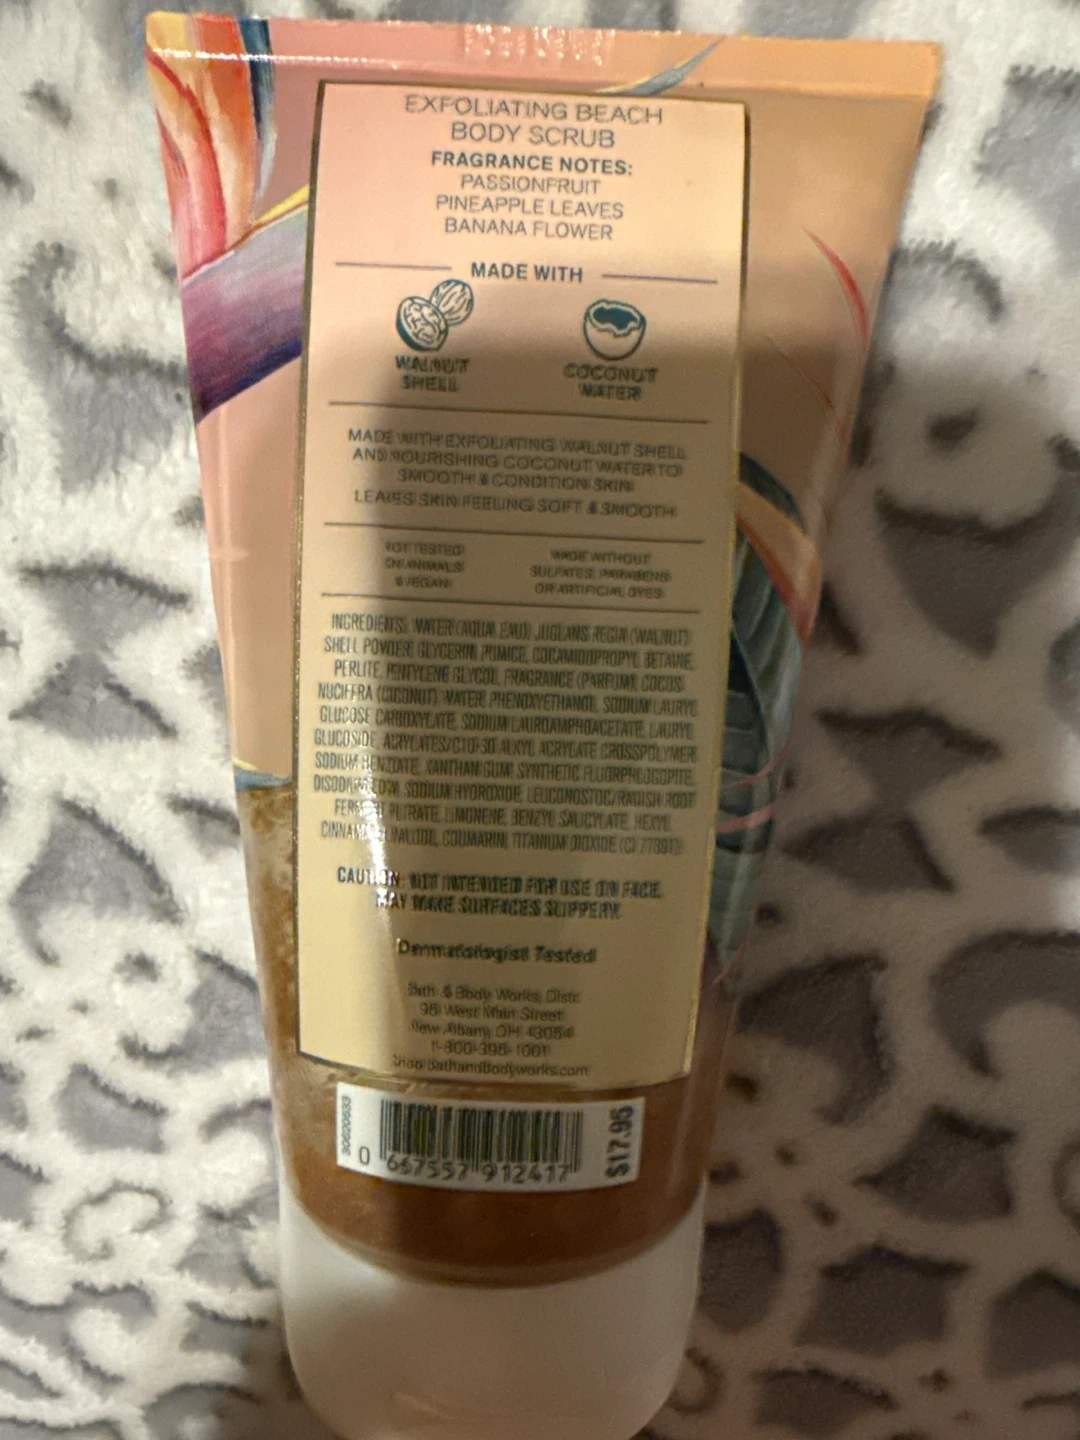 EXFOLIATING BEACH
BODY SCRUB
FRAGRANCE NOTES:
PASSIONFRUIT
PINEAPPLE LEAVES
BANANA FLOWER
MADE WITH
WALNUT
SHELL
COCONUT
WATER
MADE WITH EXFOLIATING WALNUT SHELL
AND NOURISHING COCONUT WATER TO
SMOOTH & CONDITION SKIN
LEAVES SKIN FEELING SOFT & SMOOTH
NOT TESTED
ON ANIMALS
& VEGAN
MADE WITHOUT
SULFATES, PARABENS
OR ARTIFICIAL DYES
INGREDIENTS: WATER (AQUA, EAU), JUGLANS REGIA (WALNUT)
SHELL POWDER, GLYCERIN, PUMICE, COCAMIDOPROPYL BETAINE,
PERLITE, PENTYLENE GLYCOL, FRAGRANCE (PARFUM), COCOS
NUCIFERA (COCONUT) WATER, PHENOXYETHANOL, SODIUM LAURYL
GLUCOSE CARBOXYLATE, SODIUM LAUROAMPHOACETATE, LAURYL
GLUCOSIDE, ACRYLATES/C10-30 ALKYL ACRYLATE CROSSPOLYMER,
SODIUM BENZOATE, XANTHAN GUM, SYNTHETIC FLUORPHLOGOPITE,
DISODIUM EDTA, SODIUM HYDROXIDE, LEUCONOSTOC/RADISH ROOT
FERMENT FILTRATE, LIMONENE, BENZYL SALICYLATE, HEXYL
CINNAMAL, LINALOOL, COUMARIN, TITANIUM DIOXIDE (CI 77891)
CAUTION: NOT INTENDED FOR USE ON FACE.
MAY MAKE SURFACES SLIPPERY.
Dermatologist Tested
Bath & Body Works, Distr.
95 West Main Street
New Albany, OH 43054
1-800-395-1001
Shop bathandbodyworks.com
30620633
0 667557 912417
$17.95